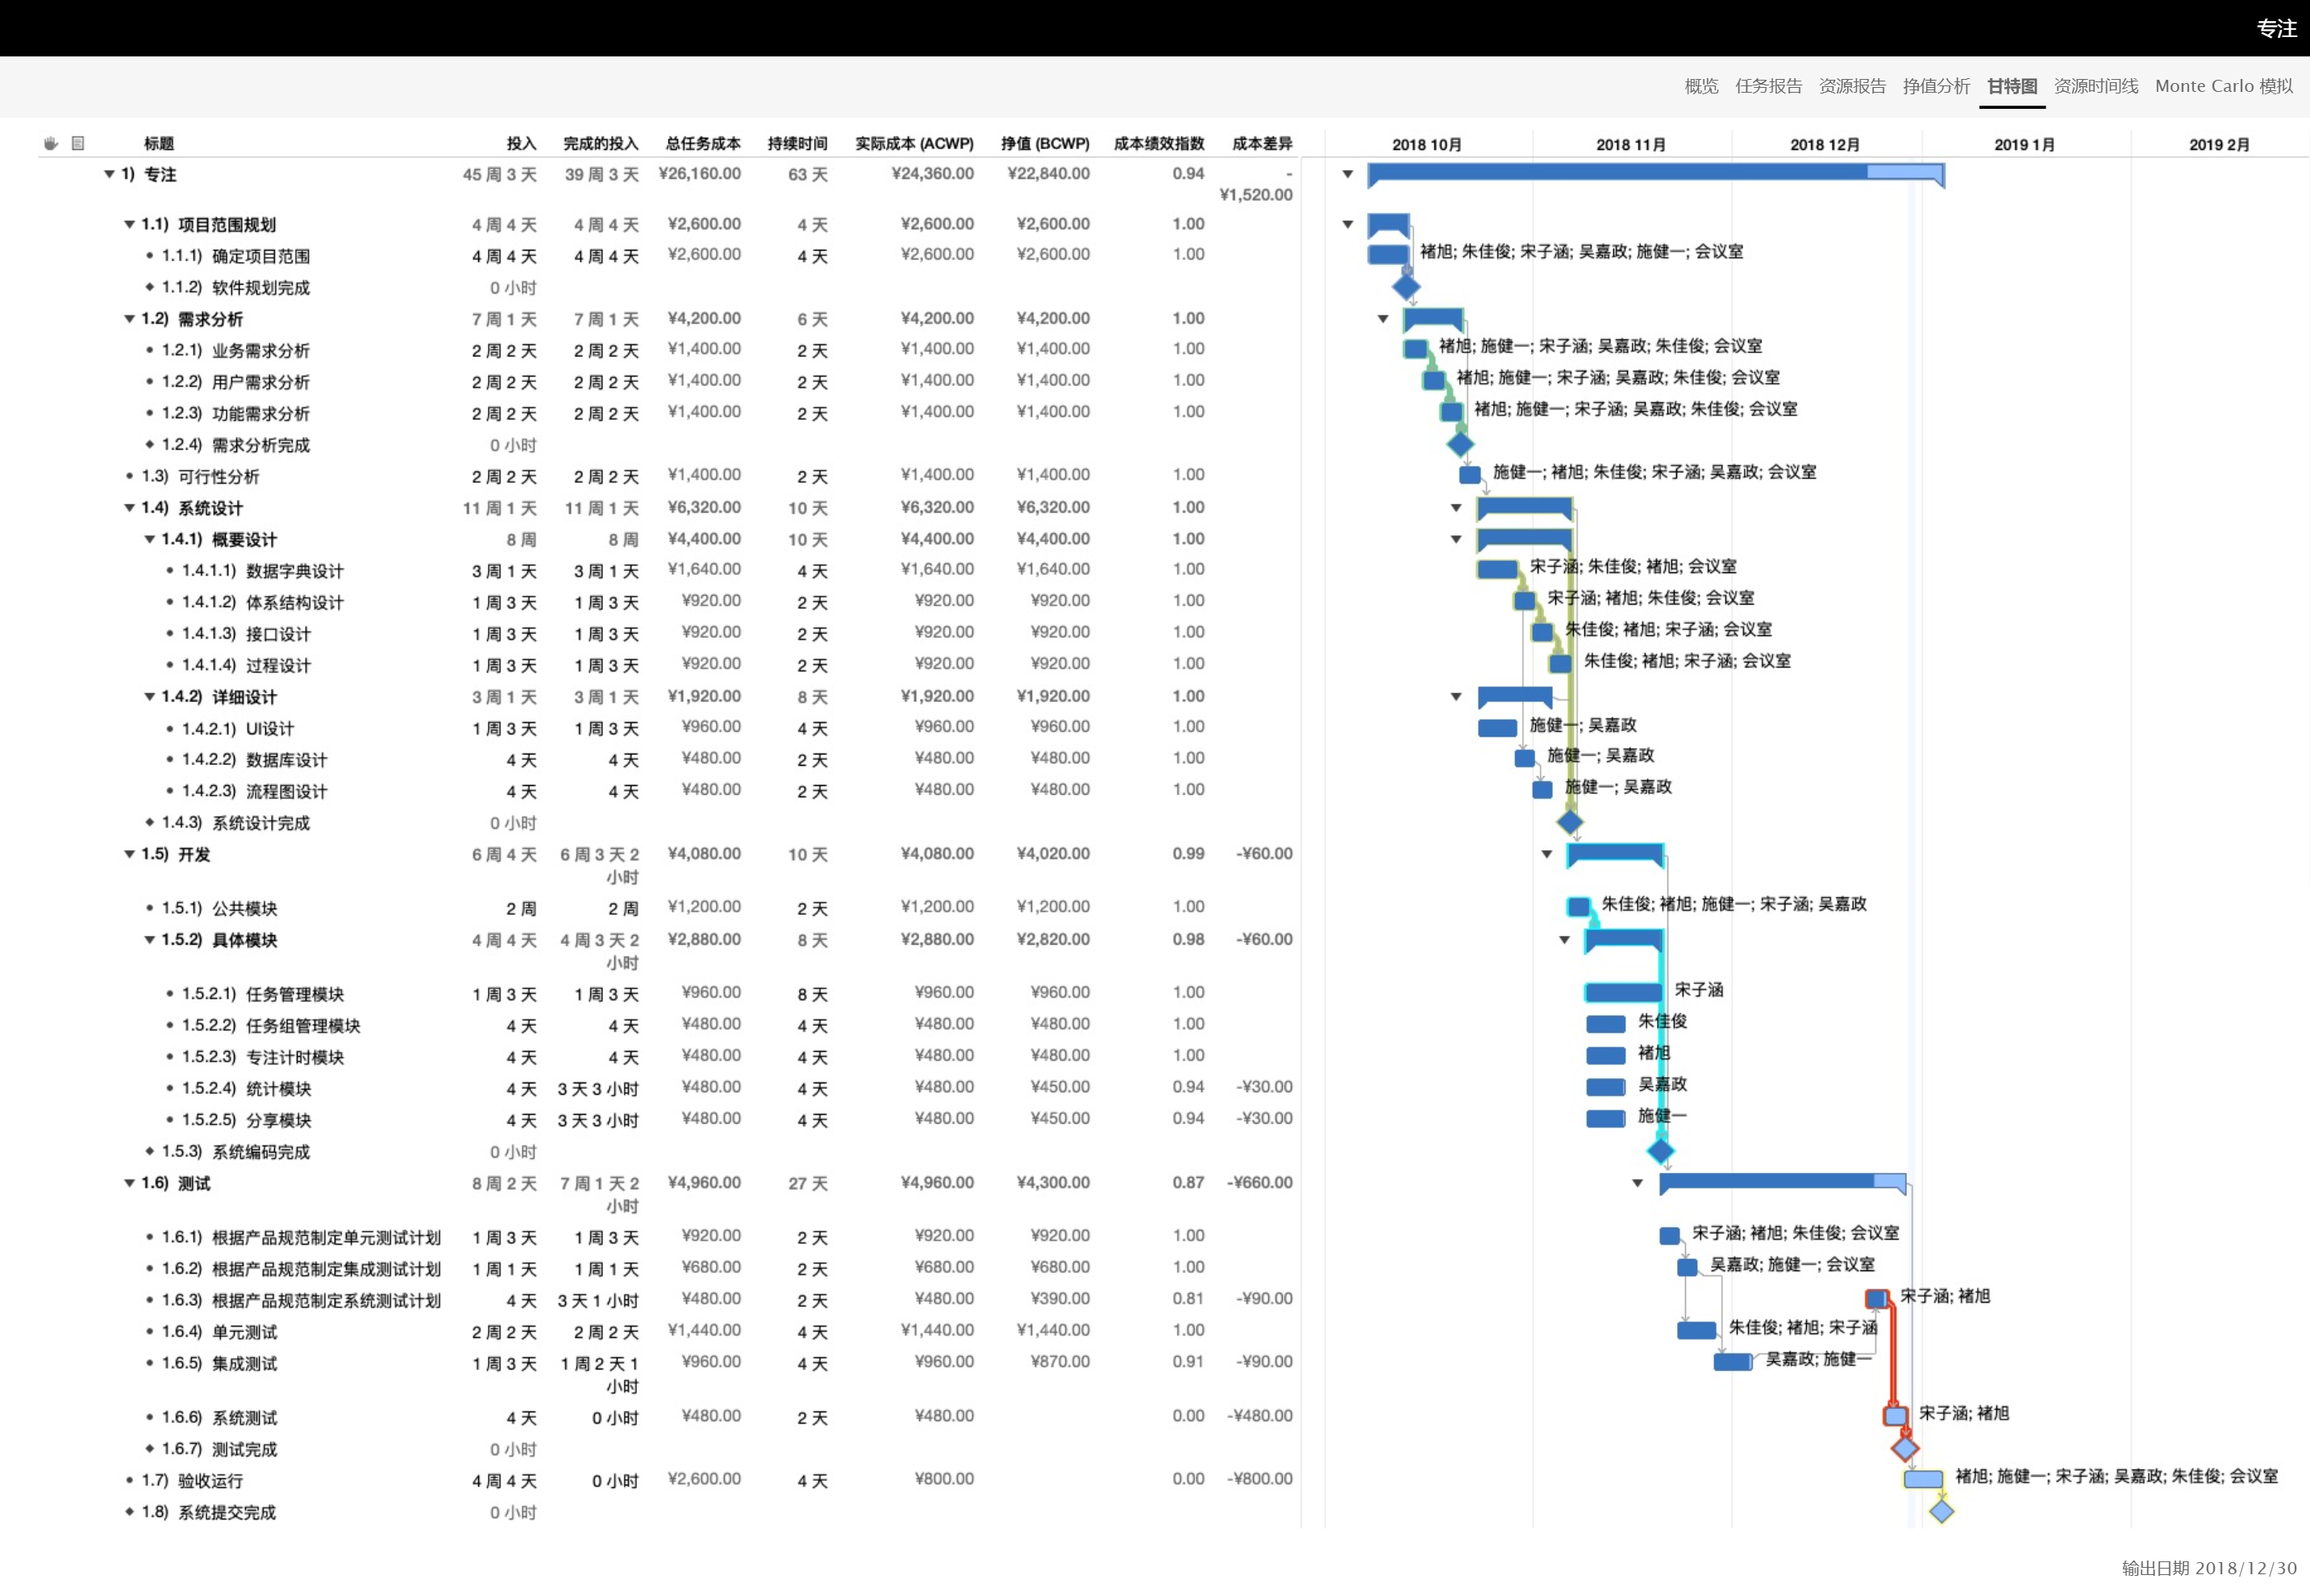 专注
概览 任务报告 资源报告 挣值分析 甘特图 资源时间线 Monte Carlo 模拟
标题 投入 完成的投入 总任务成本 持续时间 实际成本 (ACWP) 挣值 (BCWP) 成本绩效指数 成本差异 2018 10月 2018 11月 2018 12月 2019 1月 2019 2月
1) 专注 45 周 3 天 39 周 3 天 ¥26,160.00 63 天 ¥24,360.00 ¥22,840.00 0.94 -
¥1,520.00
1.1) 项目范围规划 4 周 4 天 4 周 4 天 ¥2,600.00 4 天 ¥2,600.00 ¥2,600.00 1.00
1.1.1) 确定项目范围 4 周 4 天 4 周 4 天 ¥2,600.00 4 天 ¥2,600.00 ¥2,600.00 1.00 褚旭; 朱佳俊; 宋子涵; 吴嘉政; 施健一; 会议室
1.1.2) 软件规划完成 0 小时
1.2) 需求分析 7 周 1 天 7 周 1 天 ¥4,200.00 6 天 ¥4,200.00 ¥4,200.00 1.00
1.2.1) 业务需求分析 2 周 2 天 2 周 2 天 ¥1,400.00 2 天 ¥1,400.00 ¥1,400.00 1.00 褚旭; 施健一; 宋子涵; 吴嘉政; 朱佳俊; 会议室
1.2.2) 用户需求分析 2 周 2 天 2 周 2 天 ¥1,400.00 2 天 ¥1,400.00 ¥1,400.00 1.00 褚旭; 施健一; 宋子涵; 吴嘉政; 朱佳俊; 会议室
1.2.3) 功能需求分析 2 周 2 天 2 周 2 天 ¥1,400.00 2 天 ¥1,400.00 ¥1,400.00 1.00 褚旭; 施健一; 宋子涵; 吴嘉政; 朱佳俊; 会议室
1.2.4) 需求分析完成 0 小时
1.3) 可行性分析 2 周 2 天 2 周 2 天 ¥1,400.00 2 天 ¥1,400.00 ¥1,400.00 1.00 施健一; 褚旭; 朱佳俊; 宋子涵; 吴嘉政; 会议室
1.4) 系统设计 11 周 1 天 11 周 1 天 ¥6,320.00 10 天 ¥6,320.00 ¥6,320.00 1.00
1.4.1) 概要设计 8 周 8 周 ¥4,400.00 10 天 ¥4,400.00 ¥4,400.00 1.00
1.4.1.1) 数据字典设计 3 周 1 天 3 周 1 天 ¥1,640.00 4 天 ¥1,640.00 ¥1,640.00 1.00 宋子涵; 朱佳俊; 褚旭; 会议室
1.4.1.2) 体系结构设计 1 周 3 天 1 周 3 天 ¥920.00 2 天 ¥920.00 ¥920.00 1.00 宋子涵; 褚旭; 朱佳俊; 会议室
1.4.1.3) 接口设计 1 周 3 天 1 周 3 天 ¥920.00 2 天 ¥920.00 ¥920.00 1.00 朱佳俊; 褚旭; 宋子涵; 会议室
1.4.1.4) 过程设计 1 周 3 天 1 周 3 天 ¥920.00 2 天 ¥920.00 ¥920.00 1.00 朱佳俊; 褚旭; 宋子涵; 会议室
1.4.2) 详细设计 3 周 1 天 3 周 1 天 ¥1,920.00 8 天 ¥1,920.00 ¥1,920.00 1.00
1.4.2.1) UI设计 1 周 3 天 1 周 3 天 ¥960.00 4 天 ¥960.00 ¥960.00 1.00 施健一; 吴嘉政
1.4.2.2) 数据库设计 4 天 4 天 ¥480.00 2 天 ¥480.00 ¥480.00 1.00 施健一; 吴嘉政
1.4.2.3) 流程图设计 4 天 4 天 ¥480.00 2 天 ¥480.00 ¥480.00 1.00 施健一; 吴嘉政
1.4.3) 系统设计完成 0 小时
1.5) 开发 6 周 4 天 6 周 3 天 2 ¥4,080.00 10 天 ¥4,080.00 ¥4,020.00 0.99 -¥60.00
小时
1.5.1) 公共模块 2 周 2 周 ¥1,200.00 2 天 ¥1,200.00 ¥1,200.00 1.00 朱佳俊; 褚旭; 施健一; 宋子涵; 吴嘉政
1.5.2) 具体模块 4 周 4 天 4 周 3 天 2 ¥2,880.00 8 天 ¥2,880.00 ¥2,820.00 0.98 -¥60.00
小时
1.5.2.1) 任务管理模块 1 周 3 天 1 周 3 天 ¥960.00 8 天 ¥960.00 ¥960.00 1.00 宋子涵
1.5.2.2) 任务组管理模块 4 天 4 天 ¥480.00 4 天 ¥480.00 ¥480.00 1.00 朱佳俊
1.5.2.3) 专注计时模块 4 天 4 天 ¥480.00 4 天 ¥480.00 ¥480.00 1.00 褚旭
1.5.2.4) 统计模块 4 天 3 天 3 小时 ¥480.00 4 天 ¥480.00 ¥450.00 0.94 -¥30.00 吴嘉政
1.5.2.5) 分享模块 4 天 3 天 3 小时 ¥480.00 4 天 ¥480.00 ¥450.00 0.94 -¥30.00 施健一
1.5.3) 系统编码完成 0 小时
1.6) 测试 8 周 2 天 7 周 1 天 2 ¥4,960.00 27 天 ¥4,960.00 ¥4,300.00 0.87 -¥660.00
小时
1.6.1) 根据产品规范制定单元测试计划 1 周 3 天 1 周 3 天 ¥920.00 2 天 ¥920.00 ¥920.00 1.00 宋子涵; 褚旭; 朱佳俊; 会议室
1.6.2) 根据产品规范制定集成测试计划 1 周 1 天 1 周 1 天 ¥680.00 2 天 ¥680.00 ¥680.00 1.00 吴嘉政; 施健一; 会议室
1.6.3) 根据产品规范制定系统测试计划 4 天 3 天 1 小时 ¥480.00 2 天 ¥480.00 ¥390.00 0.81 -¥90.00 宋子涵; 褚旭
1.6.4) 单元测试 2 周 2 天 2 周 2 天 ¥1,440.00 4 天 ¥1,440.00 ¥1,440.00 1.00 朱佳俊; 褚旭; 宋子涵
1.6.5) 集成测试 1 周 3 天 1 周 2 天 1 ¥960.00 4 天 ¥960.00 ¥870.00 0.91 -¥90.00 吴嘉政; 施健一
小时
1.6.6) 系统测试 4 天 0 小时 ¥480.00 2 天 ¥480.00 0.00 -¥480.00 宋子涵; 褚旭
1.6.7) 测试完成 0 小时
1.7) 验收运行 4 周 4 天 0 小时 ¥2,600.00 4 天 ¥800.00 0.00 -¥800.00 褚旭; 施健一; 宋子涵; 吴嘉政; 朱佳俊; 会议室
1.8) 系统提交完成 0 小时
输出日期 2018/12/30